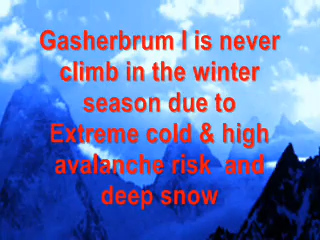 Gasherbrum I is never
climb in the winter
season due to
Extreme cold & high
avalanche risk and
deep snow